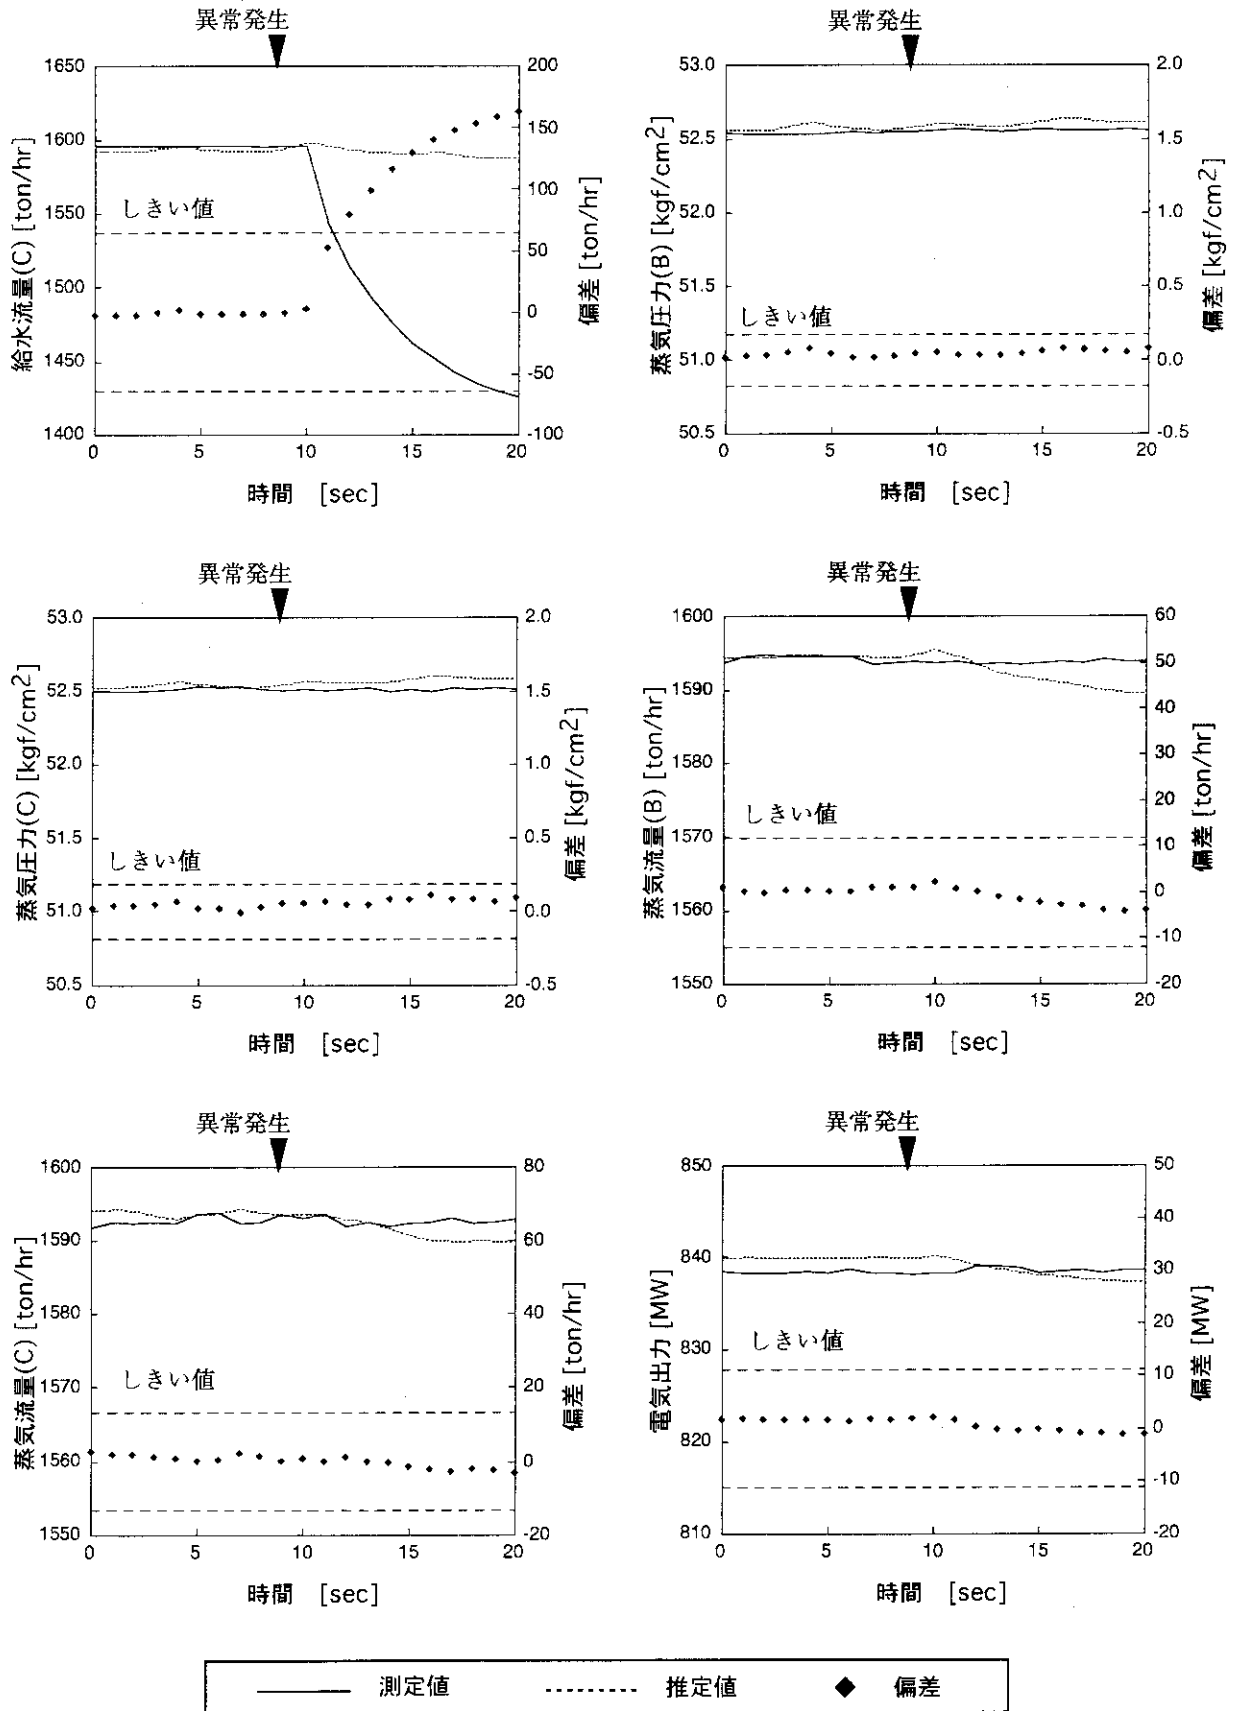 異常発生
給水流量(C) [ton/hr]
1650
1600
1550
1500
1450
1400
しきい値
200
150
100
50
0
-50
-100
偏差 [ton/hr]
0 5 10 15 20
時間 [sec]
異常発生
蒸気圧力(B) [kgf/cm2]
53.0
52.5
52.0
51.5
51.0
50.5
しきい値
2.0
1.5
1.0
0.5
0.0
-0.5
偏差 [kgf/cm2]
0 5 10 15 20
時間 [sec]
異常発生
蒸気圧力(C) [kgf/cm2]
53.0
52.5
52.0
51.5
51.0
50.5
しきい値
2.0
1.5
1.0
0.5
0.0
-0.5
偏差 [kgf/cm2]
0 5 10 15 20
時間 [sec]
異常発生
蒸気流量(B) [ton/hr]
1600
1590
1580
1570
1560
1550
しきい値
60
50
40
30
20
10
0
-10
-20
偏差 [ton/hr]
0 5 10 15 20
時間 [sec]
異常発生
蒸気流量(C) [ton/hr]
1600
1590
1580
1570
1560
1550
しきい値
80
60
40
20
0
-20
偏差 [ton/hr]
0 5 10 15 20
時間 [sec]
異常発生
電気出力 [MW]
850
840
830
820
810
しきい値
50
40
30
20
10
0
-10
-20
偏差 [MW]
0 5 10 15 20
時間 [sec]
測定値 推定値 偏差